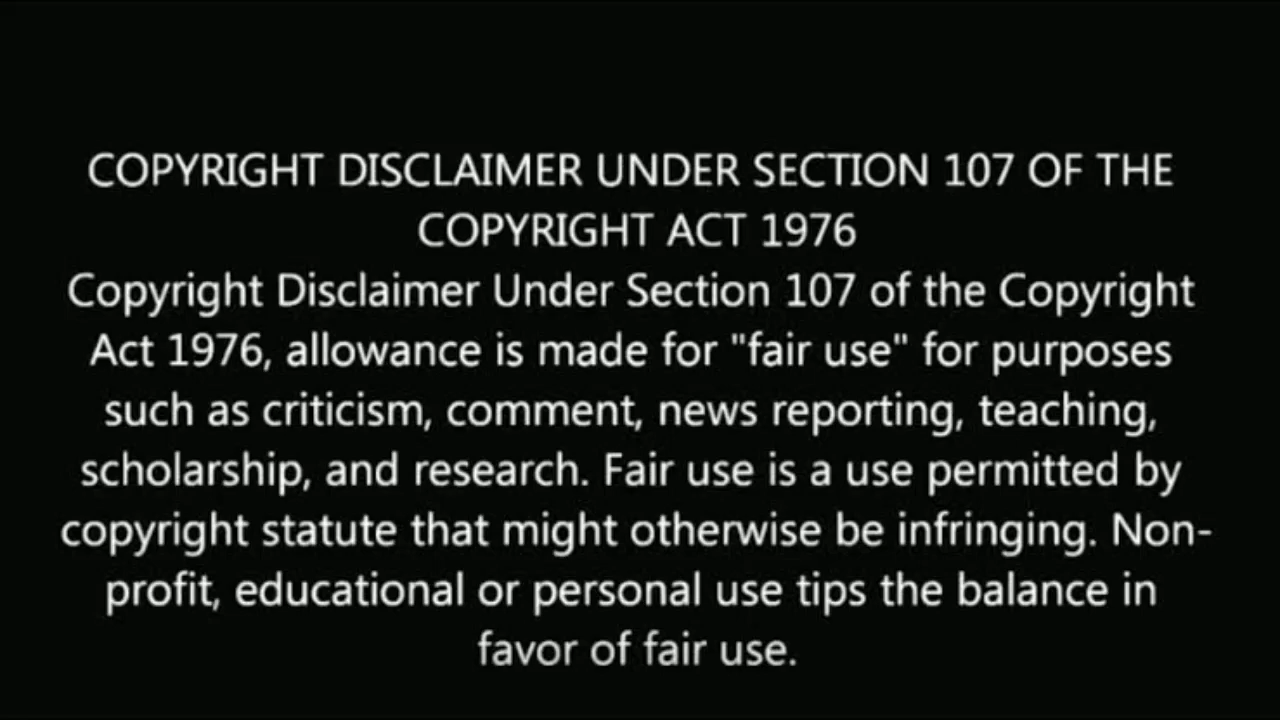 COPYRIGHT DISCLAIMER UNDER SECTION 107 OF THE
COPYRIGHT ACT 1976
Copyright Disclaimer Under Section 107 of the Copyright
Act 1976, allowance is made for "fair use" for purposes
such as criticism, comment, news reporting, teaching,
scholarship, and research. Fair use is a use permitted by
copyright statute that might otherwise be infringing. Non-
profit, educational or personal use tips the balance in
favor of fair use.